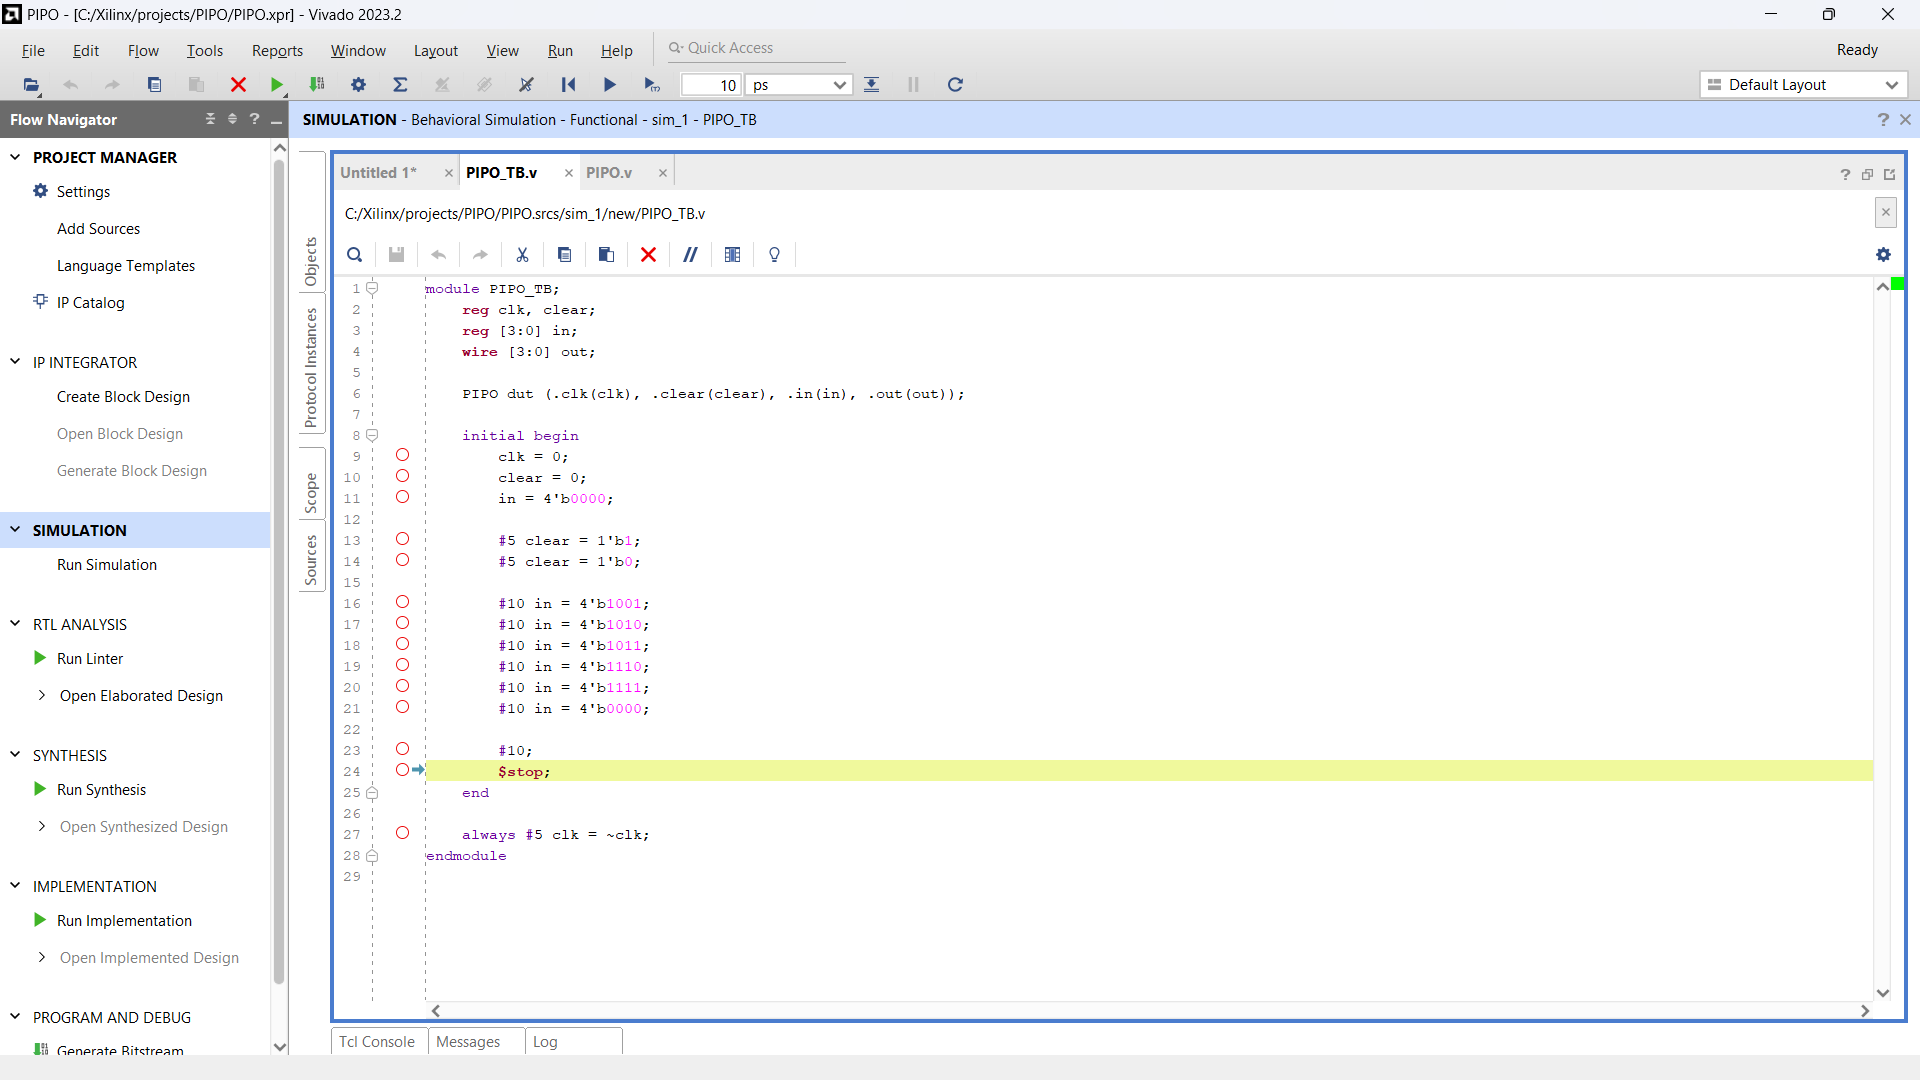 PIPO - [C:/Xilinx/projects/PIPO/PIPO.xpr] - Vivado 2023.2
File Edit Flow Tools Reports Window Layout View Run Help Quick Access Ready
10 ps Default Layout
Flow Navigator ?
SIMULATION - Behavioral Simulation - Functional - sim_1 - PIPO_TB ?
PROJECT MANAGER
Settings
Add Sources
Language Templates
IP Catalog
IP INTEGRATOR
Create Block Design
Open Block Design
Generate Block Design
SIMULATION
Run Simulation
RTL ANALYSIS
Run Linter
Open Elaborated Design
SYNTHESIS
Run Synthesis
Open Synthesized Design
IMPLEMENTATION
Run Implementation
Open Implemented Design
PROGRAM AND DEBUG
Generate Bitstream
Objects
Protocol Instances
Scope
Sources
Untitled 1* PIPO_TB.v PIPO.v ?
C:/Xilinx/projects/PIPO/PIPO.srcs/sim_1/new/PIPO_TB.v
1 module PIPO_TB;
2 reg clk, clear;
3 reg [3:0] in;
4 wire [3:0] out;
5
6 PIPO dut (.clk(clk), .clear(clear), .in(in), .out(out));
7
8 initial begin
9 clk = 0;
10 clear = 0;
11 in = 4'b0000;
12
13 #5 clear = 1'b1;
14 #5 clear = 1'b0;
15
16 #10 in = 4'b1001;
17 #10 in = 4'b1010;
18 #10 in = 4'b1011;
19 #10 in = 4'b1110;
20 #10 in = 4'b1111;
21 #10 in = 4'b0000;
22
23 #10;
24 $stop;
25 end
26
27 always #5 clk = ~clk;
28 endmodule
29
Tcl Console Messages Log